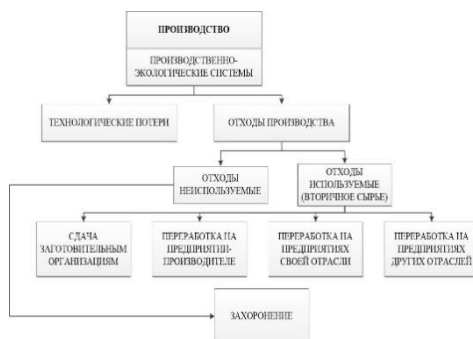 ПРОИЗВОДСТВО
ПРОИЗВОДСТВЕННО-
ЭКОЛОГИЧЕСКИЕ СИСТЕМЫ
ТЕХНОЛОГИЧЕСКИЕ ПОТЕРИ
ОТХОДЫ ПРОИЗВОДСТВА
ОТХОДЫ
НЕИСПОЛЬЗУЕМЫЕ
ОТХОДЫ
ИСПОЛЬЗУЕМЫЕ
(ВТОРИЧНОЕ СЫРЬЕ)
СДАЧА
ЗАГОТОВИТЕЛЬНЫМ
ОРГАНИЗАЦИЯМ
ПЕРЕРАБОТКА НА
ПРЕДПРИЯТИИ-
ПРОИЗВОДИТЕЛЕ
ПЕРЕРАБОТКА НА
ПРЕДПРИЯТИЯХ
СВОЕЙ ОТРАСЛИ
ПЕРЕРАБОТКА НА
ПРЕДПРИЯТИЯХ
ДРУГИХ ОТРАСЛЕЙ
ЗАХОРОНЕНИЕ